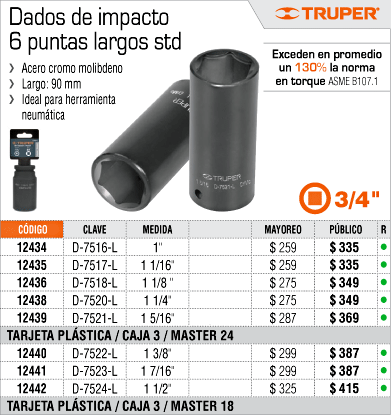 Dados de impacto
6 puntas largos std
TRUPER
Acero cromo molibdeno
Largo: 90 mm
Ideal para herramienta
neumática
Exceden en promedio
un 130% la norma
en torque ASME B107.1
TRUPER
3/4"
CÓDIGO CLAVE MEDIDA MAYOREO PÚBLICO R
12434 D-7516-L 1" $ 259 $ 335
12435 D-7517-L 1 1/16" $ 259 $ 335
12436 D-7518-L 1 1/8 " $ 275 $ 349
12438 D-7520-L 1 1/4" $ 275 $ 349
12439 D-7521-L 1 5/16" $ 287 $ 369
TARJETA PLÁSTICA / CAJA 3 / MASTER 24
12440 D-7522-L 1 3/8" $ 299 $ 387
12441 D-7523-L 1 7/16" $ 299 $ 387
12442 D-7524-L 1 1/2" $ 325 $ 415
TARJETA PLÁSTICA / CAJA 3 / MASTER 18